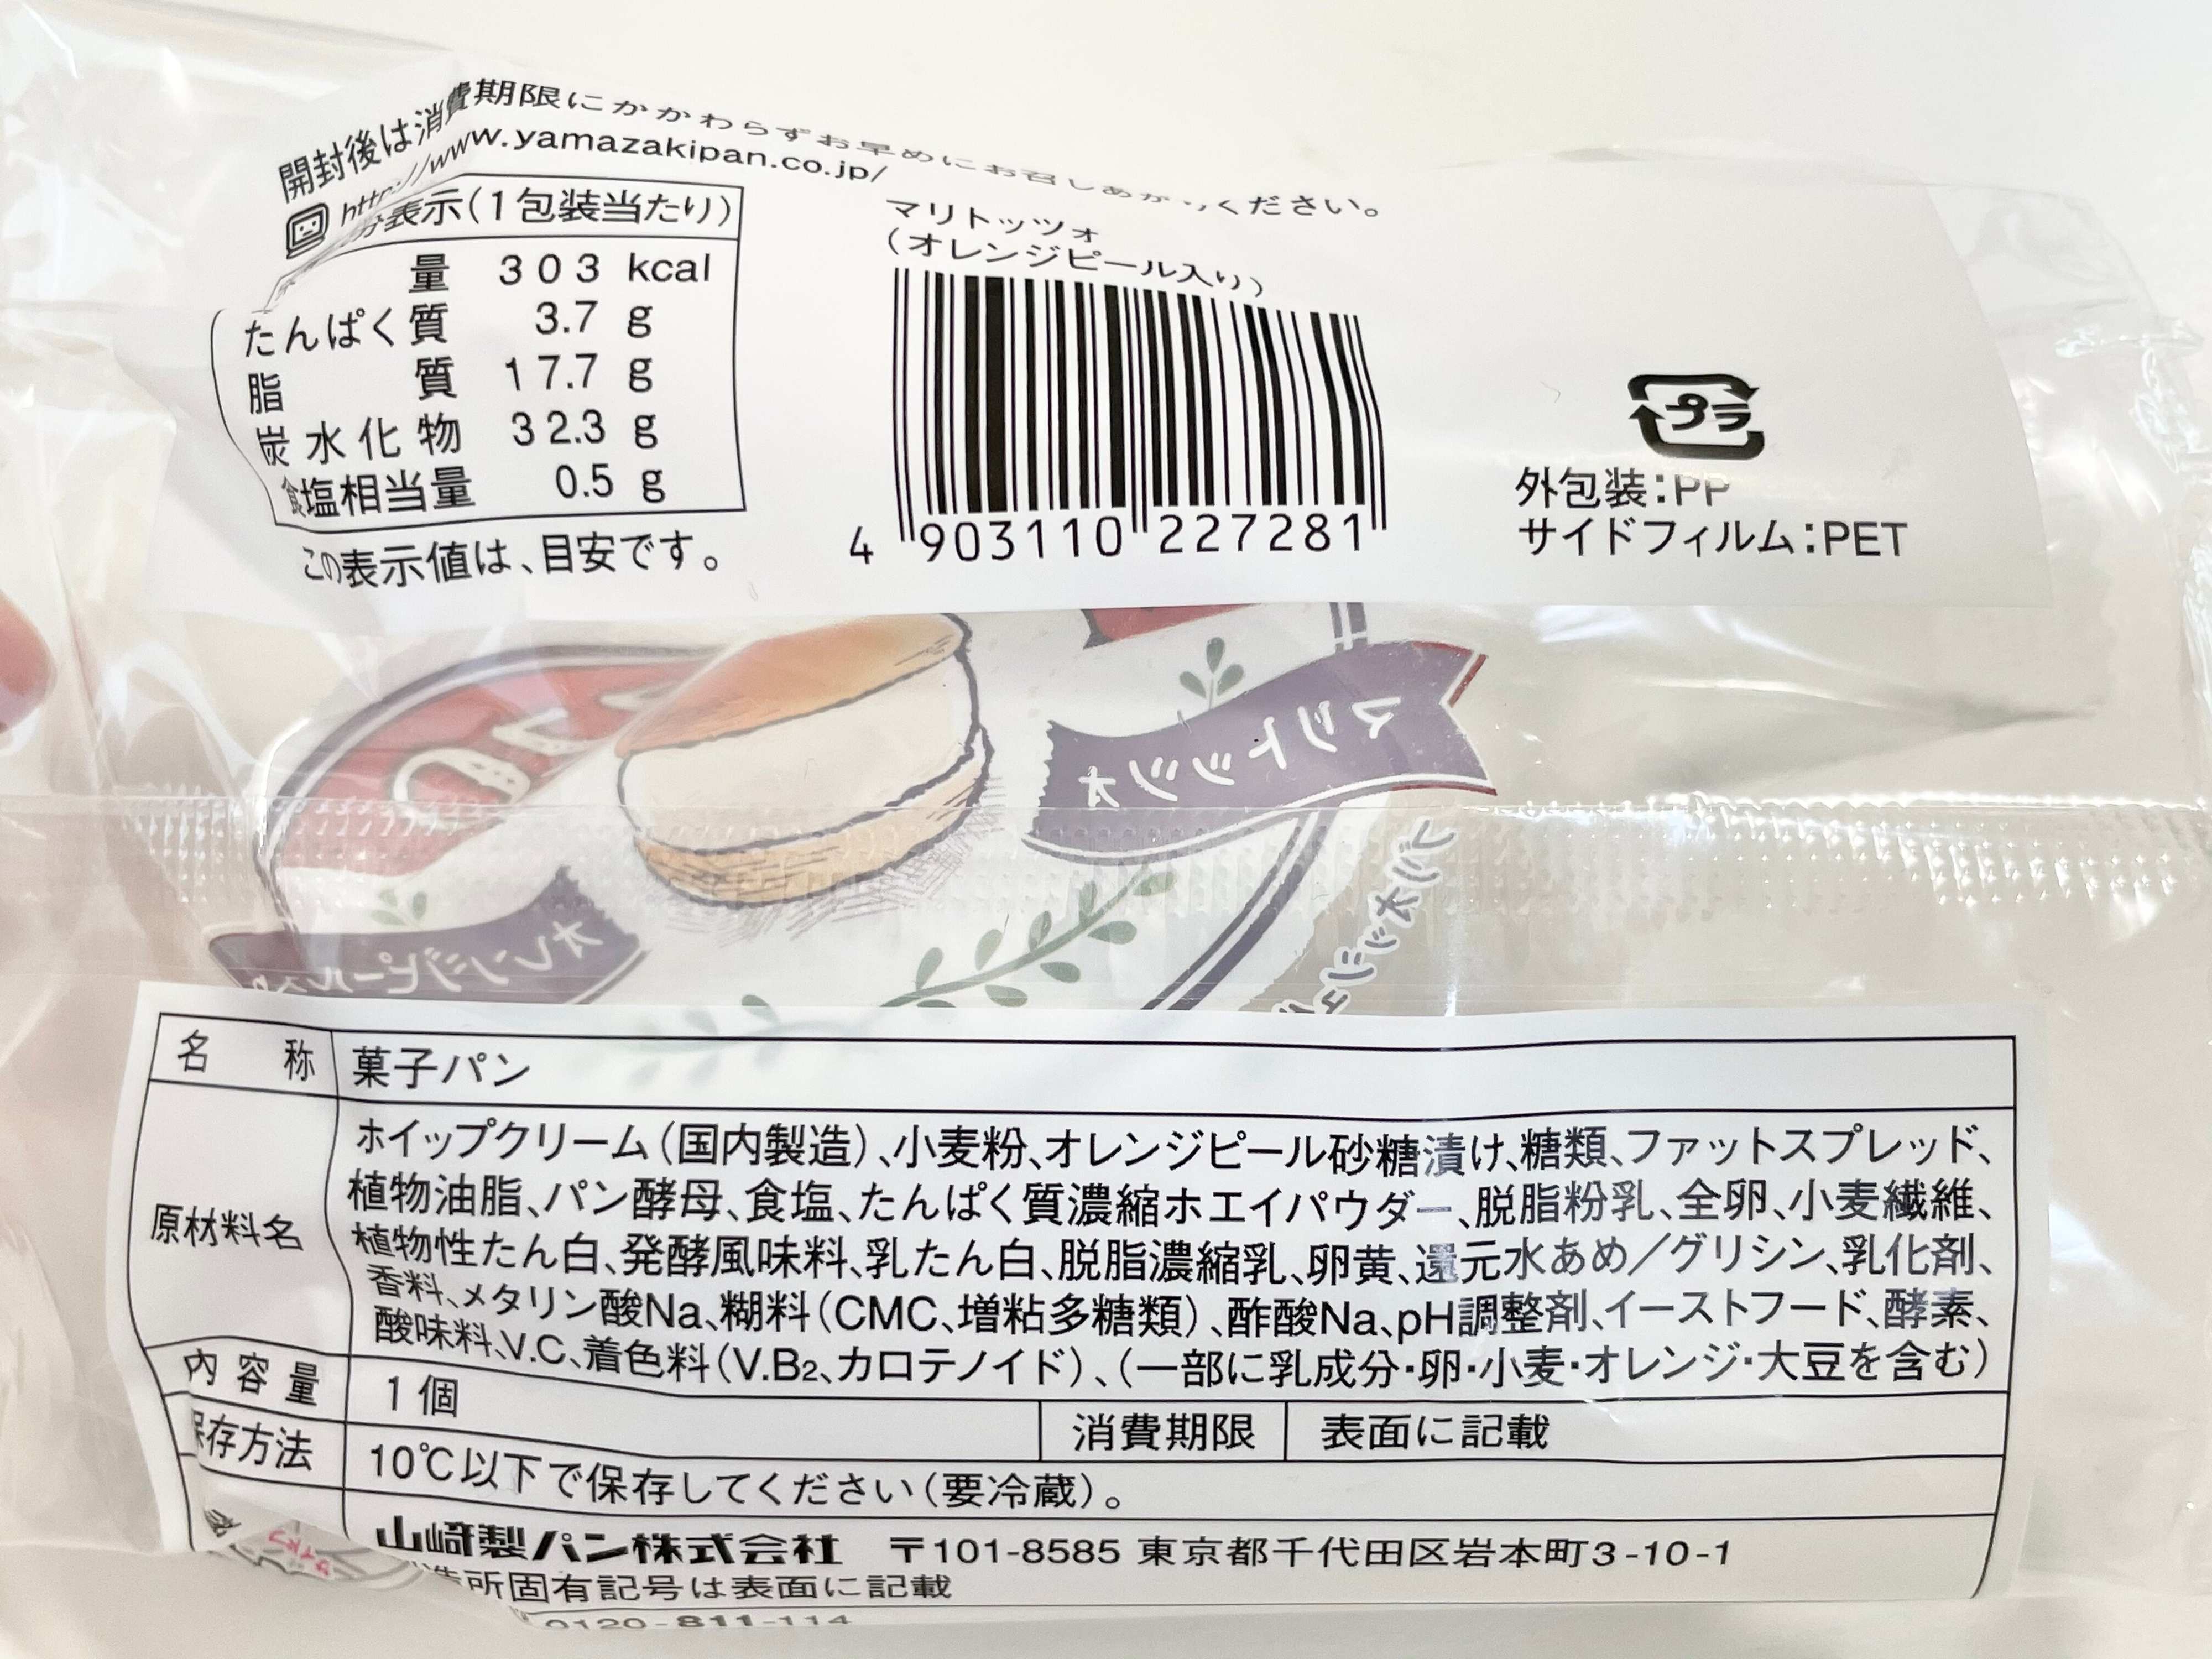 開封後は消費期限にかかわらずお早めにお召しあがりください。
http://www.yamazakipan.co.jp/
分表示(1包装当たり)
量 303 kcal
たんぱく質 3.7 g
脂質 17.7 g
炭水化物 32.3 g
食塩相当量 0.5 g
この表示値は、目安です。
マリトッツォ
(オレンジピール入り)
4 903110 227281
プラ
外包装:PP
サイドフィルム:PET
マリトッツォ
オレンジピール入り
名称 菓子パン
原材料名 ホイップクリーム(国内製造)、小麦粉、オレンジピール砂糖漬け、糖類、ファットスプレッド、
植物油脂、パン酵母、食塩、たんぱく質濃縮ホエイパウダー、脱脂粉乳、全卵、小麦繊維、
植物性たん白、発酵風味料、乳たん白、脱脂濃縮乳、卵黄、還元水あめ/グリシン、乳化剤、
香料、メタリン酸Na、糊料(CMC、増粘多糖類)、酢酸Na、pH調整剤、イーストフード、酵素、
酸味料、V.C、着色料(V.B2、カロテノイド)、(一部に乳成分・卵・小麦・オレンジ・大豆を含む)
内容量 1個 消費期限 表面に記載
保存方法 10℃以下で保存してください(要冷蔵)。
山崎製パン株式会社 〒101-8585 東京都千代田区岩本町3-10-1
造所固有記号は表面に記載
0120-811-114